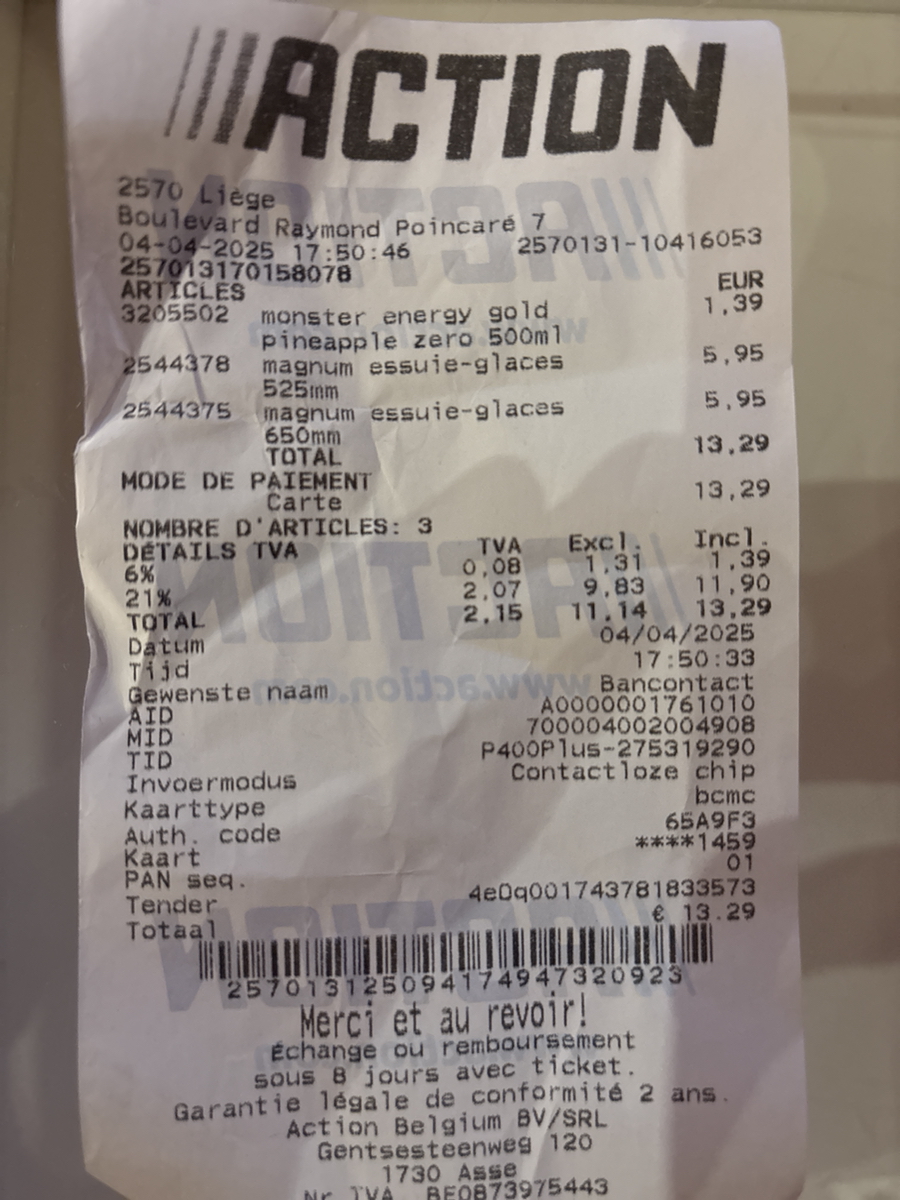 ACTION
2570 Liège
Boulevard Raymond Poincaré 7
04-04-2025 17:50:46 2570131-10416053
257013170158078
ARTICLES EUR
3205502 monster energy gold 1,39
pineapple zero 500ml
2544378 magnum essuie-glaces 5,95
525mm
2544375 magnum essuie-glaces 5,95
650mm
TOTAL 13,29
MODE DE PAIEMENT
Carte 13,29
NOMBRE D'ARTICLES: 3
DÉTAILS TVA TVA Excl. Incl.
6% 0,08 1,31 1,39
21% 2,07 9,83 11,90
TOTAL 2,15 11,14 13,29
Datum 04/04/2025
Tijd 17:50:33
Gewenste naam Bancontact
AID A0000001761010
MID 700004002004908
TID P400Plus-275319290
Invoermodus Contactloze chip
Kaarttype bcmc
Auth. code 65A9F3
Kaart ****1459
PAN seq. 01
Tender 4eDq001743781833573
Totaal € 13.29
257013125094174947320923
Merci et au revoir!
Échange ou remboursement
sous 8 jours avec ticket.
Garantie légale de conformité 2 ans.
Action Belgium BV/SRL
Gentsesteenweg 120
1730 Asse
Nr TVA BE0873975443